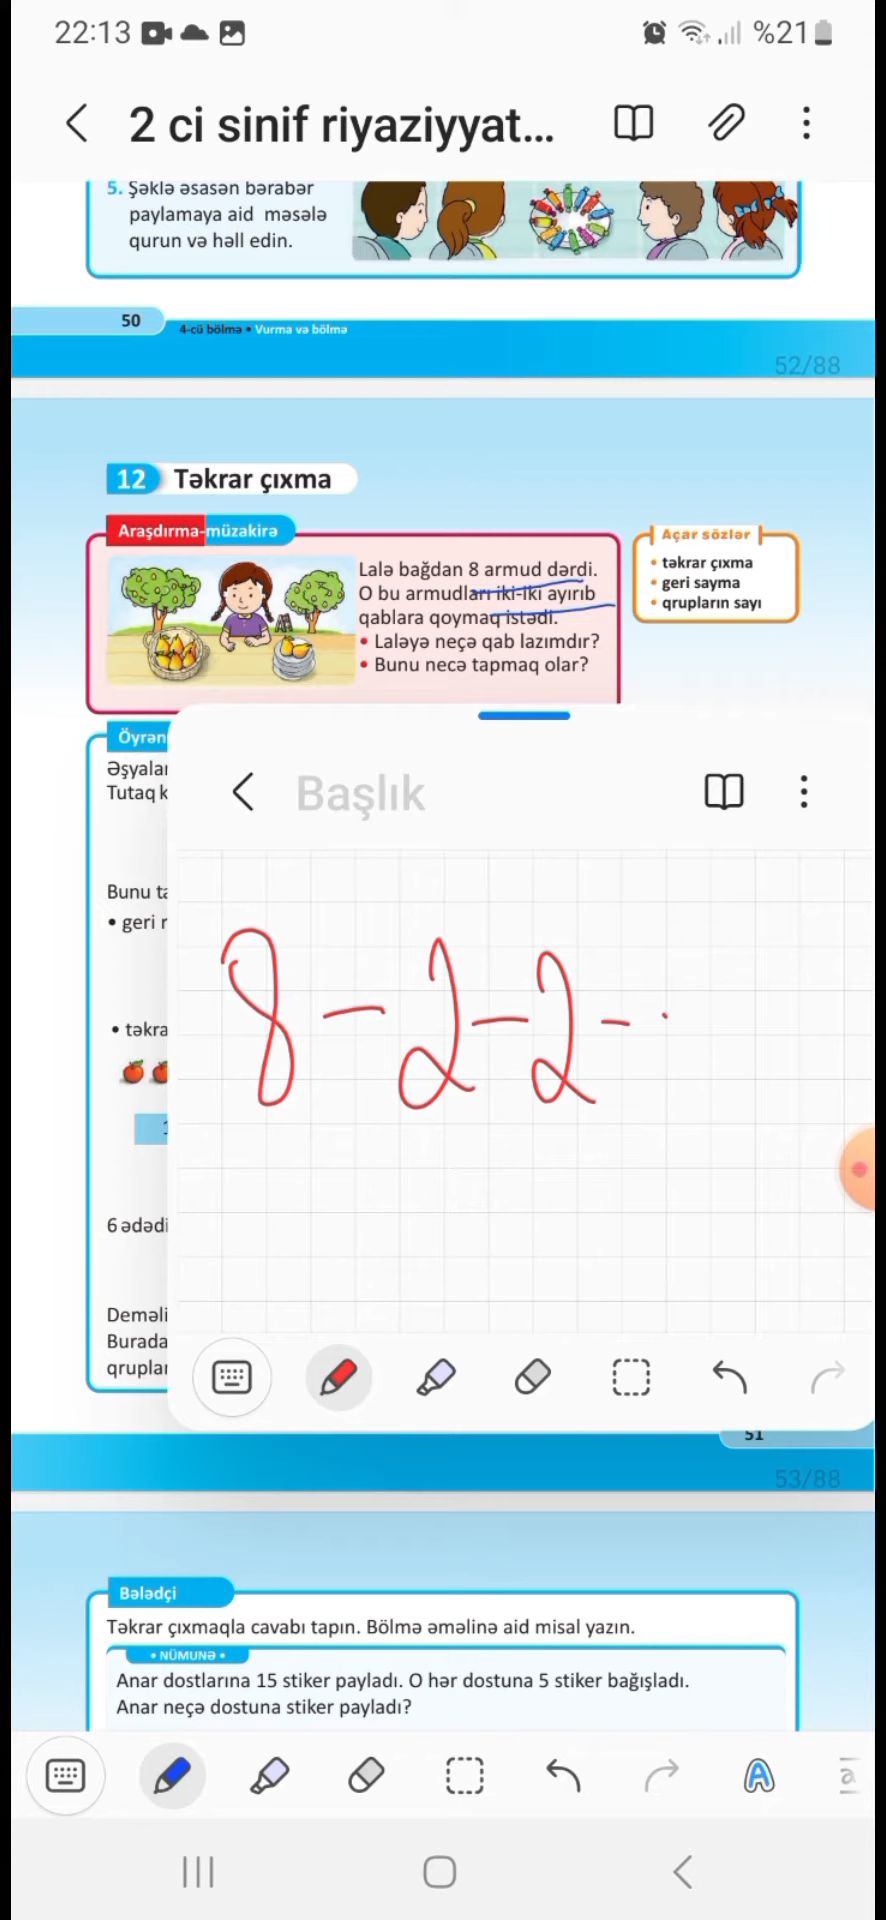 22:13
%21
2 ci sinif riyaziyyat...
5. Şəklə əsasən bərabər
paylamaya aid məsələ
qurun və həll edin.
50
4-cü bölmə • Vurma və bölmə
52/88
12 Təkrar çıxma
Araşdırma-müzakirə
Lalə bağdan 8 armud dərdi.
O bu armudları iki-iki ayırıb
qablara qoymaq istədi.
• Laləyə neçə qab lazımdır?
• Bunu necə tapmaq olar?
Açar sözlər
• təkrar çıxma
• geri sayma
• qrupların sayı
Öyrən
Əşyalar
Tutaq k
Bunu ta
• geri r
• təkra
6 ədədi
Deməli
Burada
qruplar
Başlık
8 - 2 - 2 -
51
53/88
Bələdçi
Təkrar çıxmaqla cavabı tapın. Bölmə əməlinə aid misal yazın.
• NÜMUNƏ •
Anar dostlarına 15 stiker payladı. O hər dostuna 5 stiker bağışladı.
Anar neçə dostuna stiker payladı?
A
a